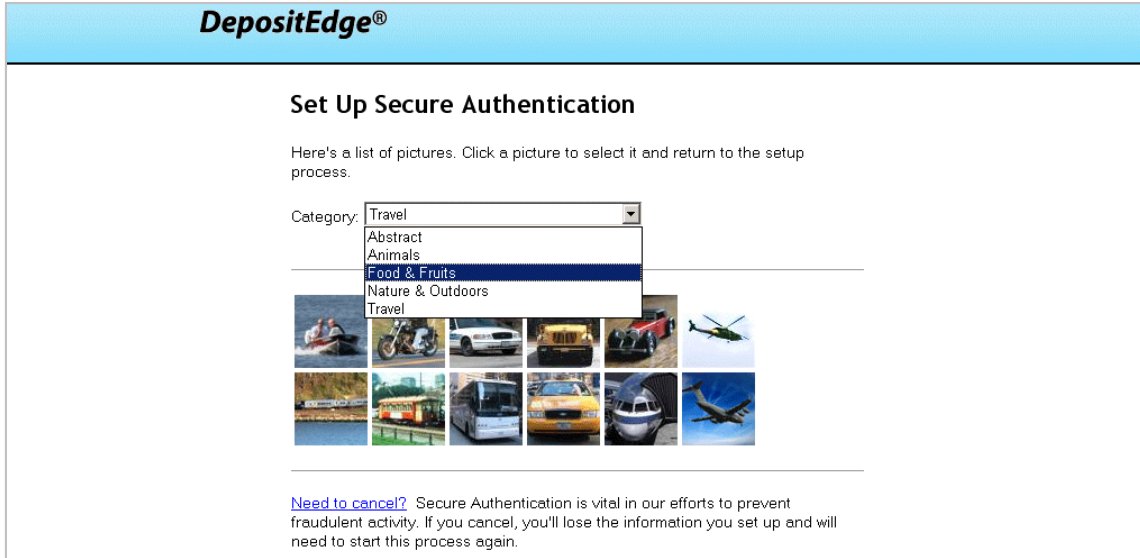 DepositEdge®
Set Up Secure Authentication
Here's a list of pictures. Click a picture to select it and return to the setup
process.
Category: Travel
Abstract
Animals
Food & Fruits
Nature & Outdoors
Travel
Need to cancel? Secure Authentication is vital in our efforts to prevent
fraudulent activity. If you cancel, you'll lose the information you set up and will
need to start this process again.